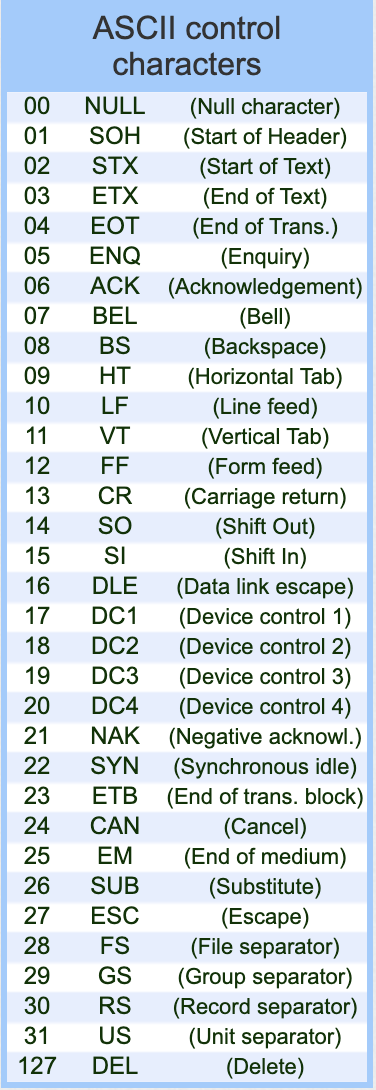 ASCII control
characters
00 NULL (Null character)
01 SOH (Start of Header)
02 STX (Start of Text)
03 ETX (End of Text)
04 EOT (End of Trans.)
05 ENQ (Enquiry)
06 ACK (Acknowledgement)
07 BEL (Bell)
08 BS (Backspace)
09 HT (Horizontal Tab)
10 LF (Line feed)
11 VT (Vertical Tab)
12 FF (Form feed)
13 CR (Carriage return)
14 SO (Shift Out)
15 SI (Shift In)
16 DLE (Data link escape)
17 DC1 (Device control 1)
18 DC2 (Device control 2)
19 DC3 (Device control 3)
20 DC4 (Device control 4)
21 NAK (Negative acknowl.)
22 SYN (Synchronous idle)
23 ETB (End of trans. block)
24 CAN (Cancel)
25 EM (End of medium)
26 SUB (Substitute)
27 ESC (Escape)
28 FS (File separator)
29 GS (Group separator)
30 RS (Record separator)
31 US (Unit separator)
127 DEL (Delete)